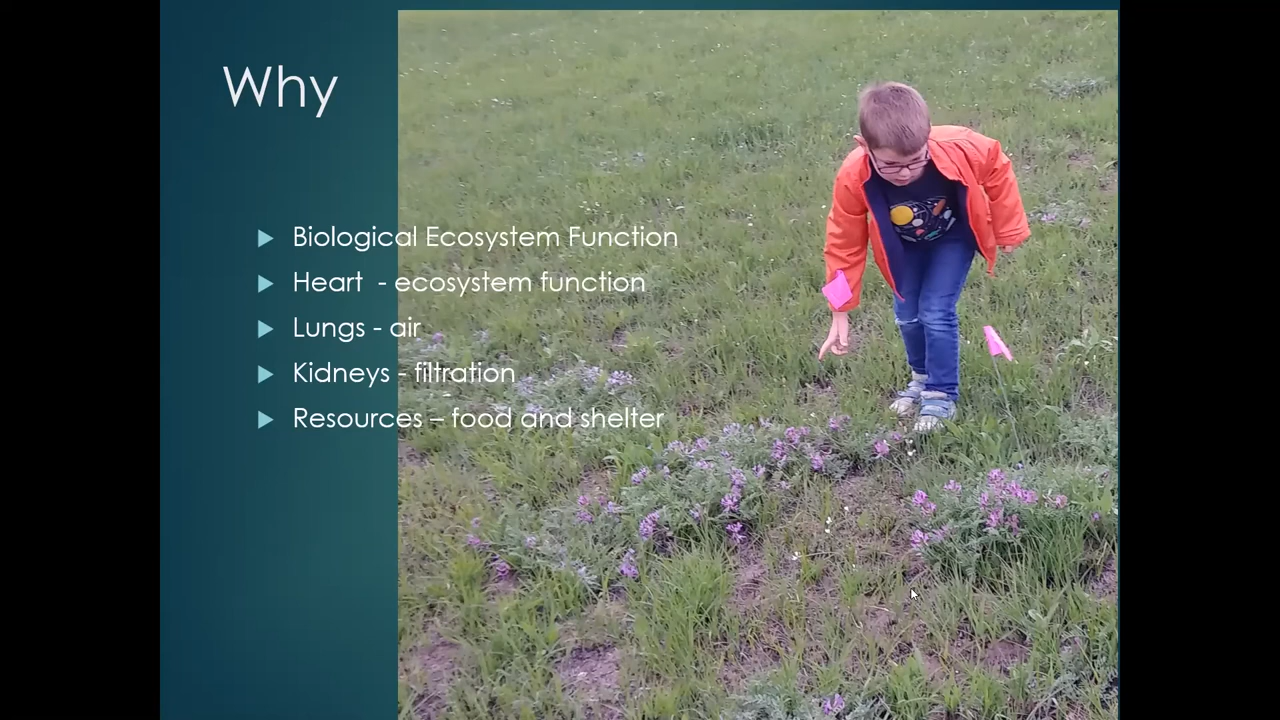 Why
Biological Ecosystem Function
Heart - ecosystem function
Lungs - air
Kidneys - filtration
Resources – food and shelter